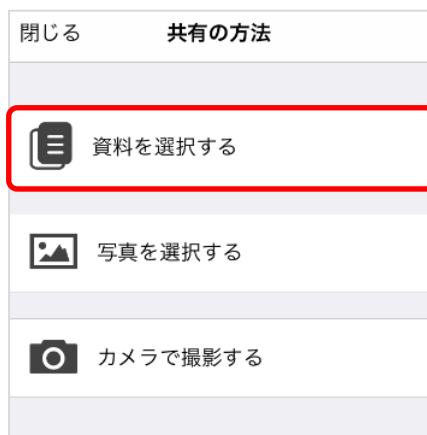 閉じる 共有の方法
資料を選択する
写真を選択する
カメラで撮影する